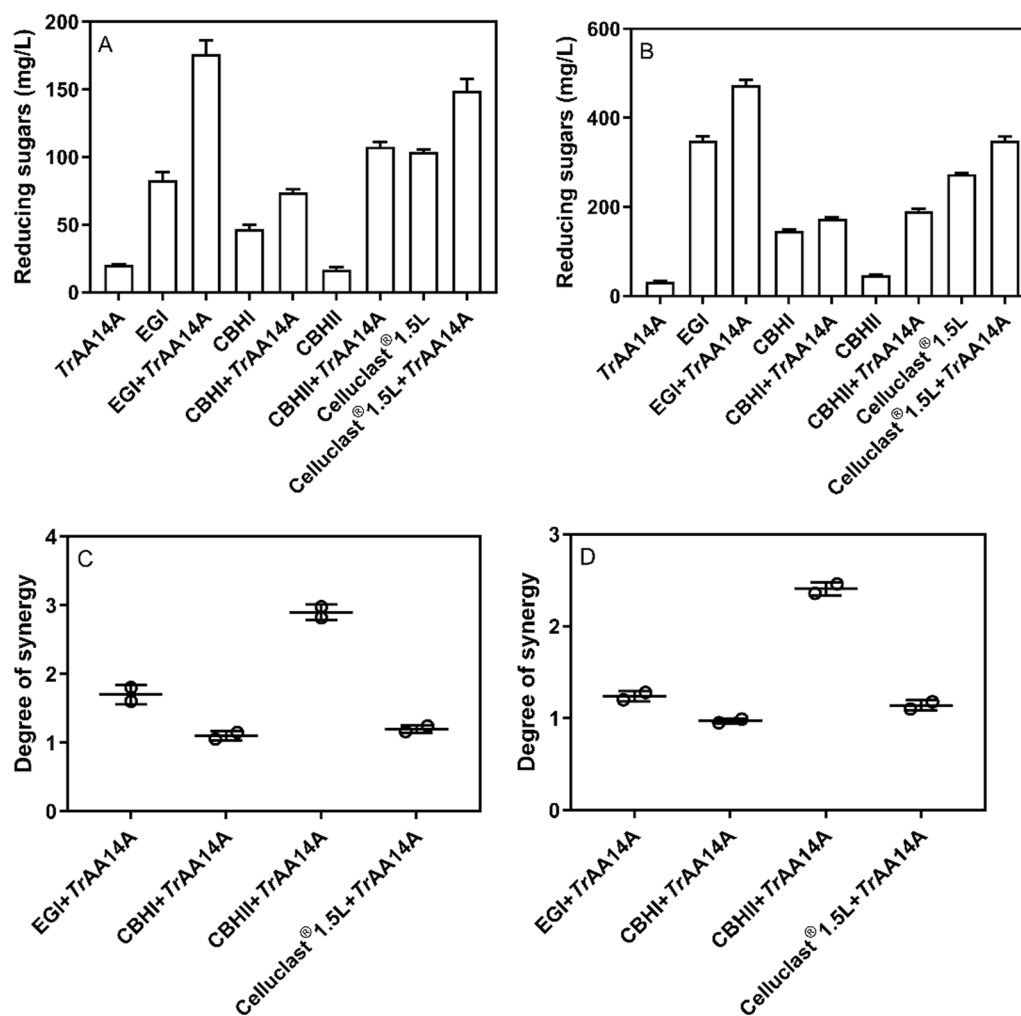 A
Reducing sugars (mg/L)
200
150
100
50
0
TrAA14A
EGI
EGI+TrAA14A
CBHI
CBHI+TrAA14A
CBHII
CBHII+TrAA14A
Celluclast®1.5L
Celluclast®1.5L+TrAA14A
B
Reducing sugars (mg/L)
600
400
200
0
TrAA14A
EGI
EGI+TrAA14A
CBHI
CBHI+TrAA14A
CBHII
CBHII+TrAA14A
Celluclast®1.5L
Celluclast®1.5L+TrAA14A
C
Degree of synergy
4
3
2
1
0
EGI+TrAA14A
CBHI+TrAA14A
CBHII+TrAA14A
Celluclast®1.5L+TrAA14A
D
Degree of synergy
3
2
1
0
EGI+TrAA14A
CBHI+TrAA14A
CBHII+TrAA14A
Celluclast®1.5L+TrAA14A